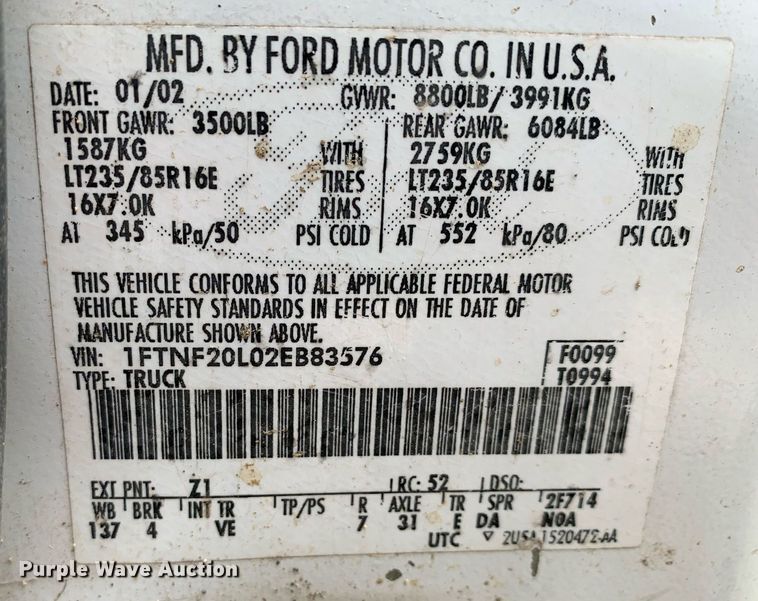 MFD. BY FORD MOTOR CO. IN U.S.A.
DATE: 01/02 GVWR: 8800LB/ 3991KG
FRONT GAWR: 3500LB REAR GAWR: 6084LB
1587KG WITH 2759KG WITH
LT235/85R16E TIRES LT235/85R16E TIRES
16X7.0K RIMS 16X7.0K RIMS
AT 345 kPa/50 PSI COLD AT 552 kPa/80 PSI COLD
THIS VEHICLE CONFORMS TO ALL APPLICABLE FEDERAL MOTOR
VEHICLE SAFETY STANDARDS IN EFFECT ON THE DATE OF
MANUFACTURE SHOWN ABOVE.
VIN: 1FTNF20L02EB83576 F0099
TYPE: TRUCK T0994
EXT PNT: Z1 RC: 52 DSO:
WB BRK INT TR TP/PS R AXLE TR SPR 2F714
137 4 VE 7 31 E DA NOA
UTC
Purple Wave Auction